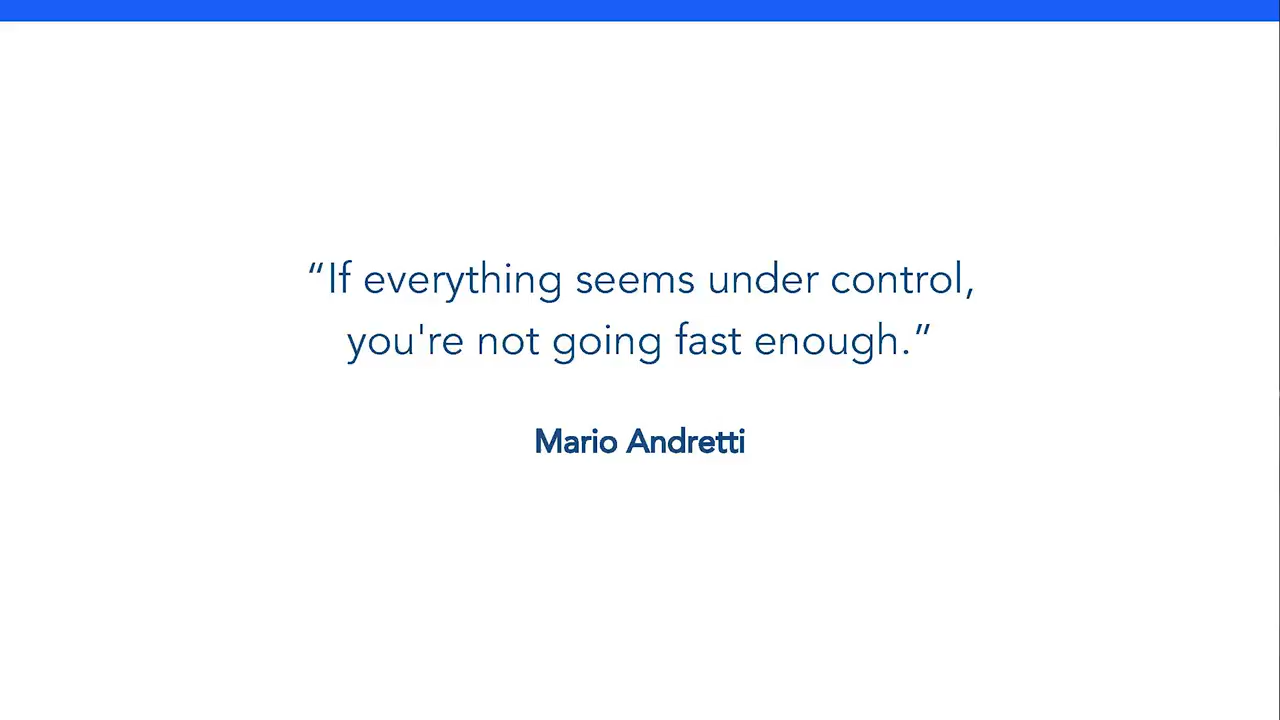 “If everything seems under control,
you're not going fast enough.”
Mario Andretti